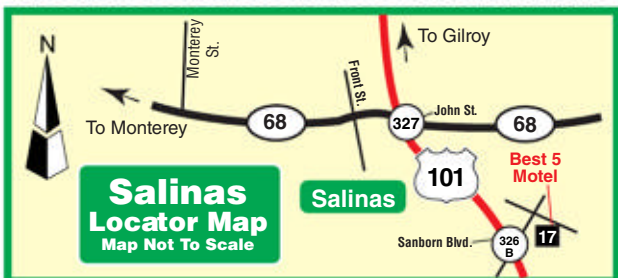 N
Monterey
St.
To Gilroy
Front St.
To Monterey
68
327
John St.
68
Best 5
Motel
101
Salinas
Locator Map
Map Not To Scale
Salinas
17
Sanborn Blvd.
326
B